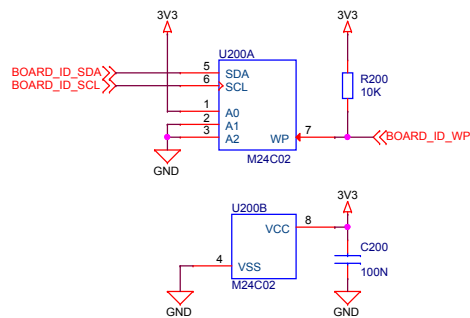 3V3
3V3
U200A
BOARD_ID_SDA
5
SDA
BOARD_ID_SCL
6
SCL
R200
10K
1
A0
2
A1
3
A2
WP
7
BOARD_ID_WP
M24C02
GND
3V3
U200B
VCC
8
C200
100N
4
VSS
M24C02
GND
GND